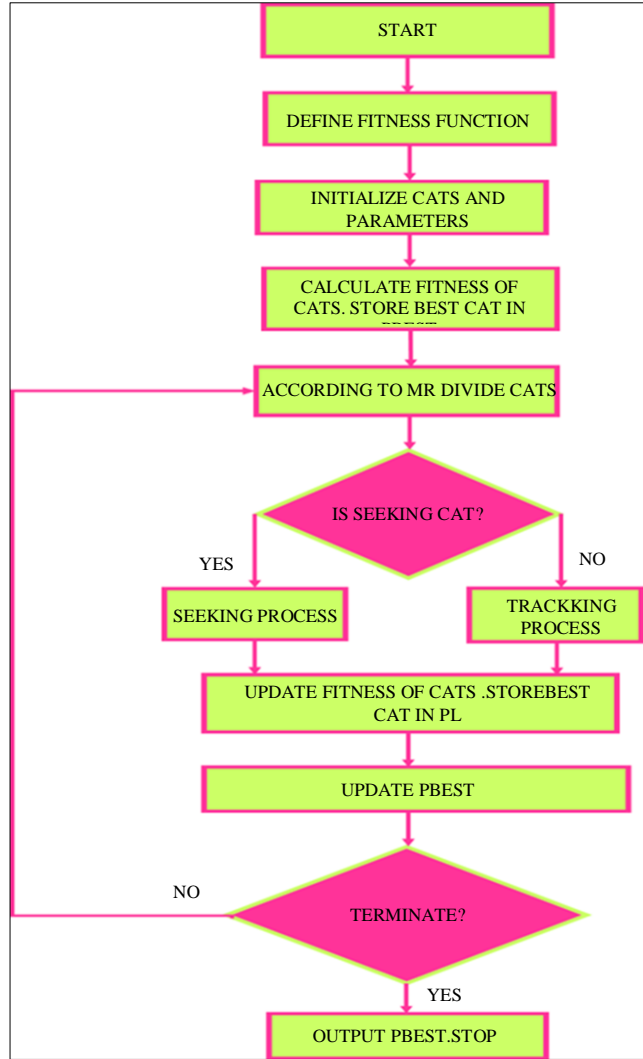 START
DEFINE FITNESS FUNCTION
INITIALIZE CATS AND
PARAMETERS
CALCULATE FITNESS OF
CATS. STORE BEST CAT IN
ACCORDING TO MR DIVIDE CATS
IS SEEKING CAT?
YES
NO
SEEKING PROCESS
TRACKKING
PROCESS
UPDATE FITNESS OF CATS .STOREBEST
CAT IN PL
UPDATE PBEST
NO
TERMINATE?
YES
OUTPUT PBEST.STOP